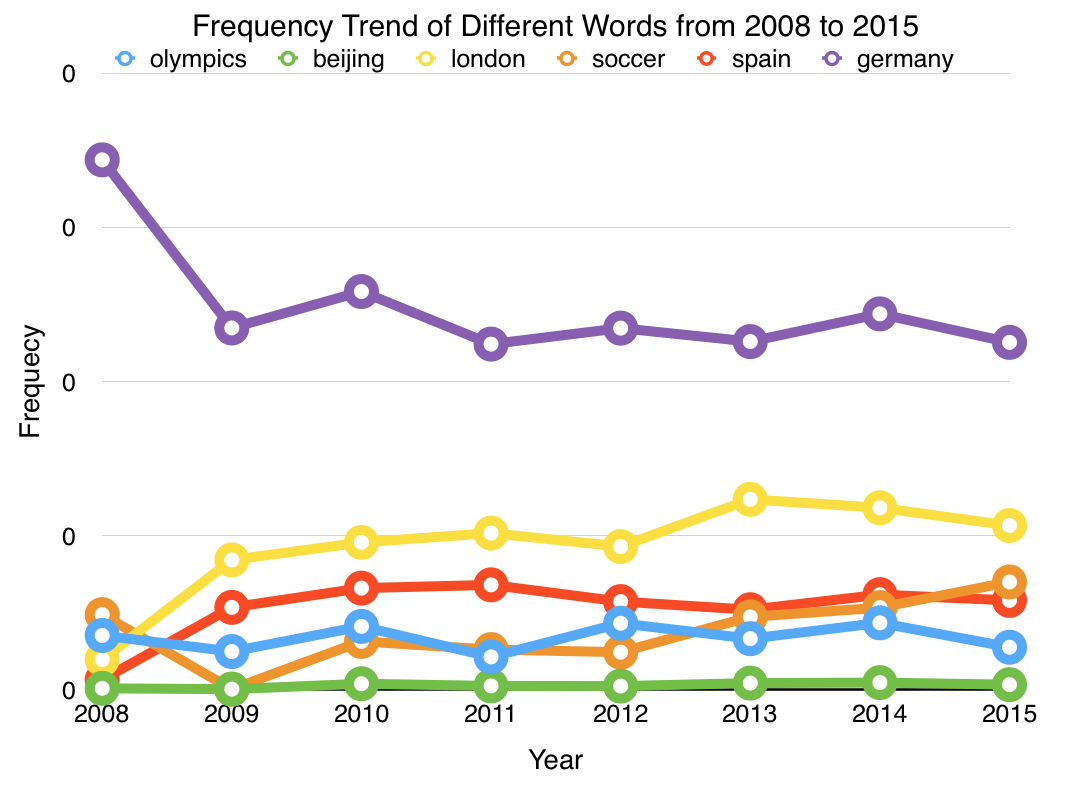 Frequency Trend of Different Words from 2008 to 2015
olympics beijing london soccer spain germany
0
0
0
0
0
Frequecy
2008 2009 2010 2011 2012 2013 2014 2015
Year